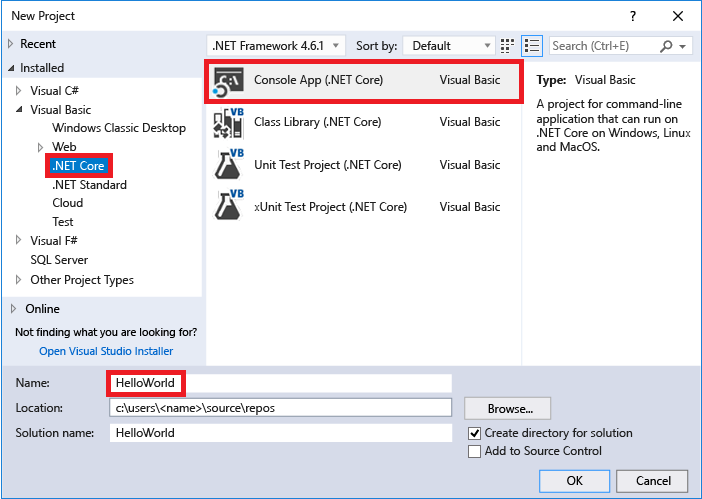 New Project
?
Recent
.NET Framework 4.6.1
Sort by:
Default
Search (Ctrl+E)
Installed
Visual C#
Visual Basic
Windows Classic Desktop
Web
.NET Core
.NET Standard
Cloud
Test
Visual F#
SQL Server
Other Project Types
Online
Not finding what you are looking for?
Open Visual Studio Installer
C:\
Console App (.NET Core)
Visual Basic
VB
Class Library (.NET Core)
Visual Basic
VB
Unit Test Project (.NET Core)
Visual Basic
VB
xUnit Test Project (.NET Core)
Visual Basic
Type: Visual Basic
A project for command-line
application that can run on
.NET Core on Windows, Linux
and MacOS.
Name:
HelloWorld
Location:
c:\users\<name>\source\repos
Browse...
Solution name:
HelloWorld
Create directory for solution
Add to Source Control
OK
Cancel